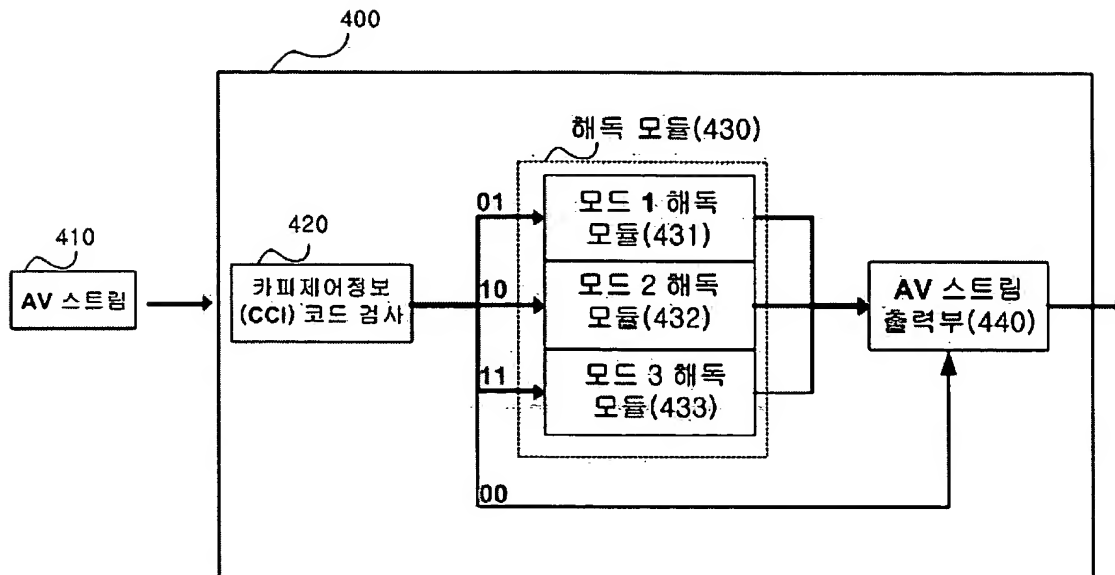 400
해독 모듈(430)
410
AV 스트림
420
카피제어정보
(CCI) 코드 검사
01
10
11
00
모드 1 해독
모듈(431)
모드 2 해독
모듈(432)
모드 3 해독
모듈(433)
AV 스트림
출력부(440)